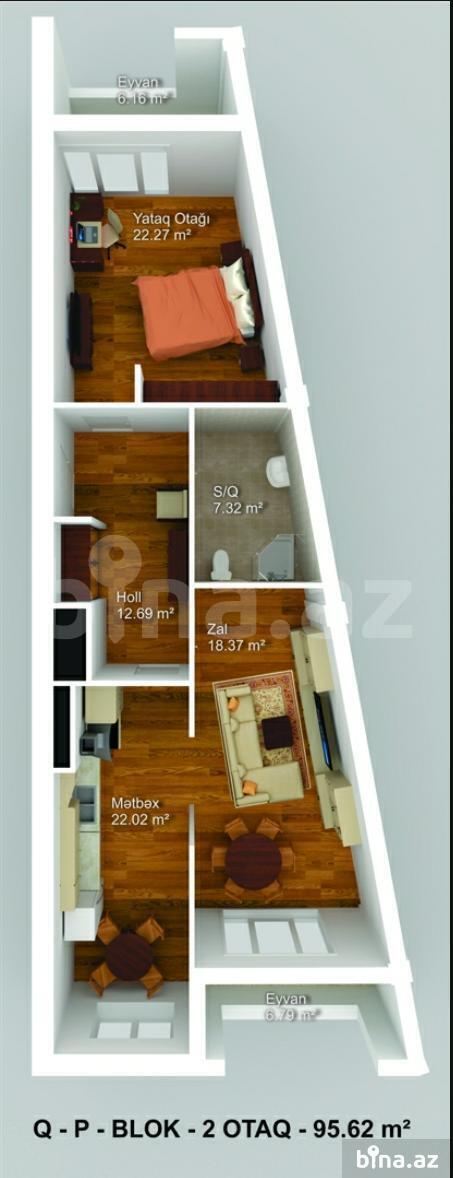 Eyvan
6.16 m²
Yataq Otağı
22.27 m²
S/Q
7.32 m²
Holl
12.69 m²
bina.az
Zal
18.37 m²
Mətbəx
22.02 m²
Eyvan
6.79 m²
Q - P - BLOK - 2 OTAQ - 95.62 m²
bina.az